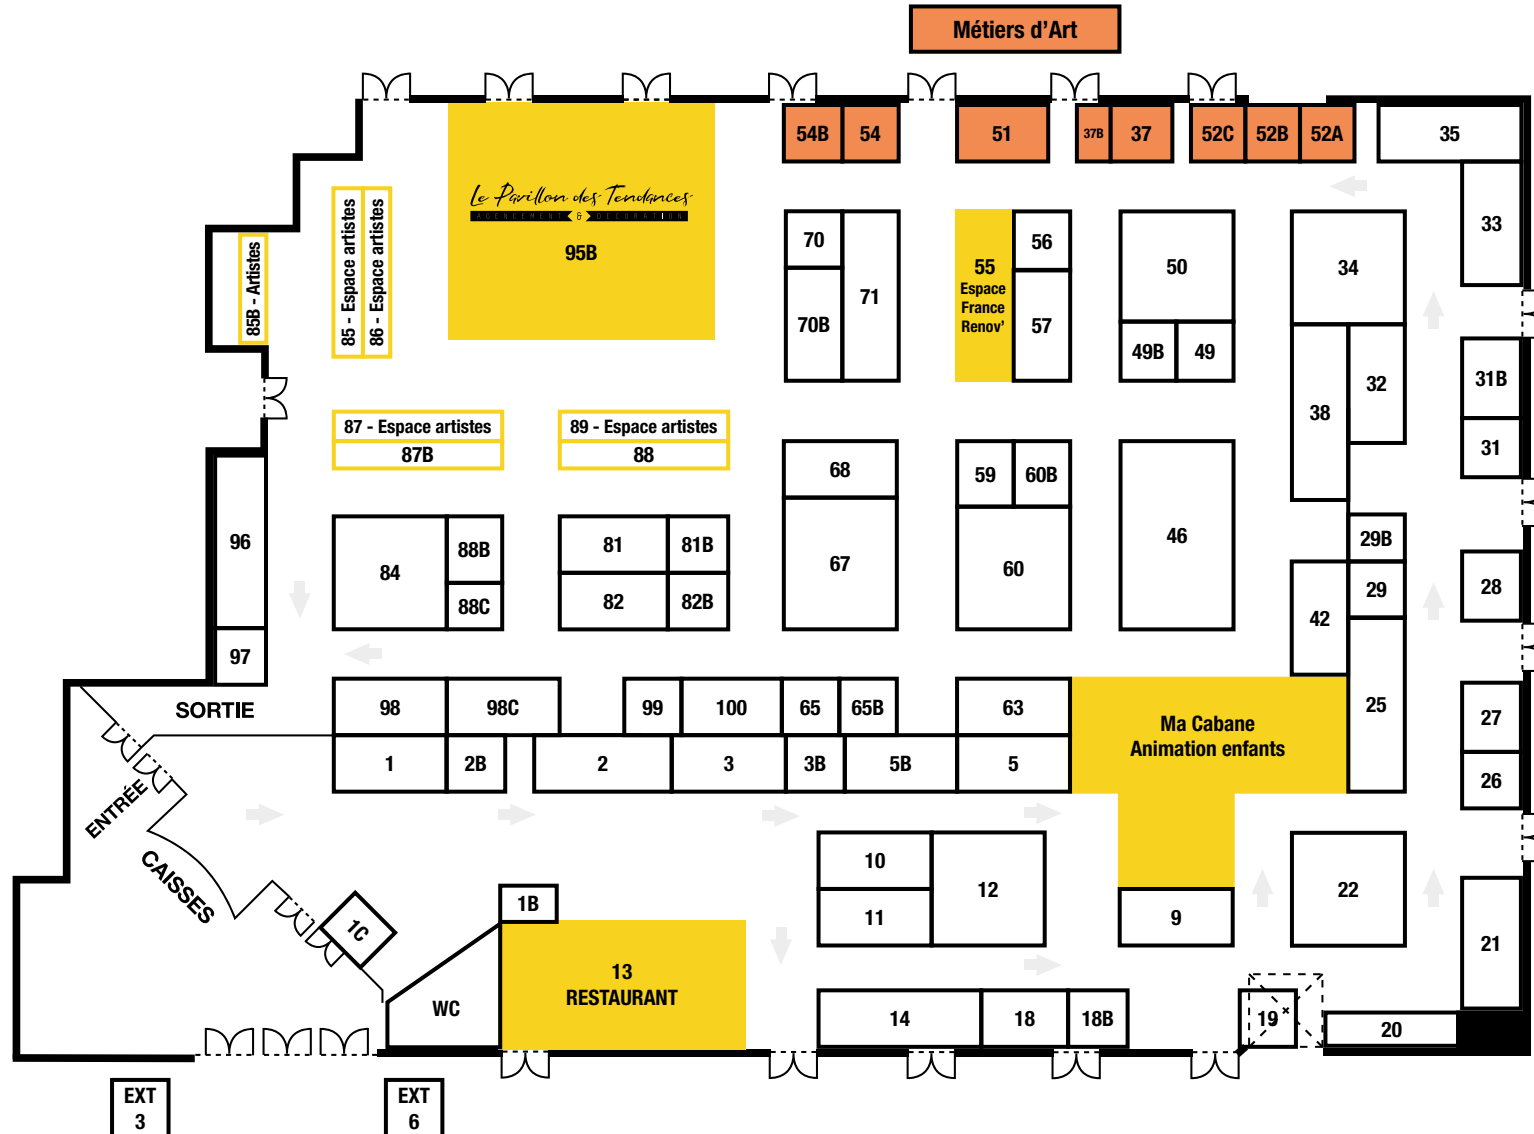 Métiers d'Art
54B
54
51
37B
37
52C
52B
52A
35
33
Le Pavillon des Tendances
AGENCEMENT & DÉCORATION
95B
85B - Artistes
85 - Espace artistes
86 - Espace artistes
70
70B
71
55
Espace
France
Renov'
56
57
50
49B
49
34
38
32
31B
31
87 - Espace artistes
87B
89 - Espace artistes
88
68
67
59
60B
60
46
29B
29
42
28
96
97
84
88B
88C
81
81B
82
82B
SORTIE
98
98C
99
100
65
65B
63
Ma Cabane
Animation enfants
25
27
26
1
2B
2
3
3B
5B
5
ENTRÉE
CAISSES
1C
1B
10
11
12
9
22
21
WC
13
RESTAURANT
14
18
18B
19
x
20
EXT
3
EXT
6